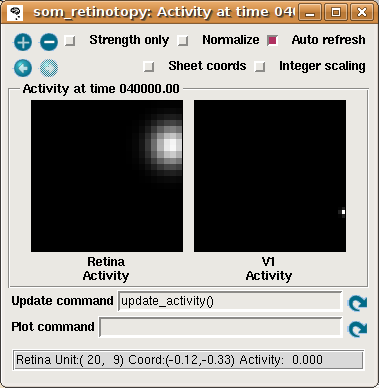 som_retinotopy: Activity at time 04(
Strength only Normalize Auto refresh
Sheet coords Integer scaling
Activity at time 040000.00
Retina Activity
V1 Activity
Update command update_activity()
Plot command
Retina Unit:( 20, 9) Coord:(-0.12,-0.33) Activity: 0.000